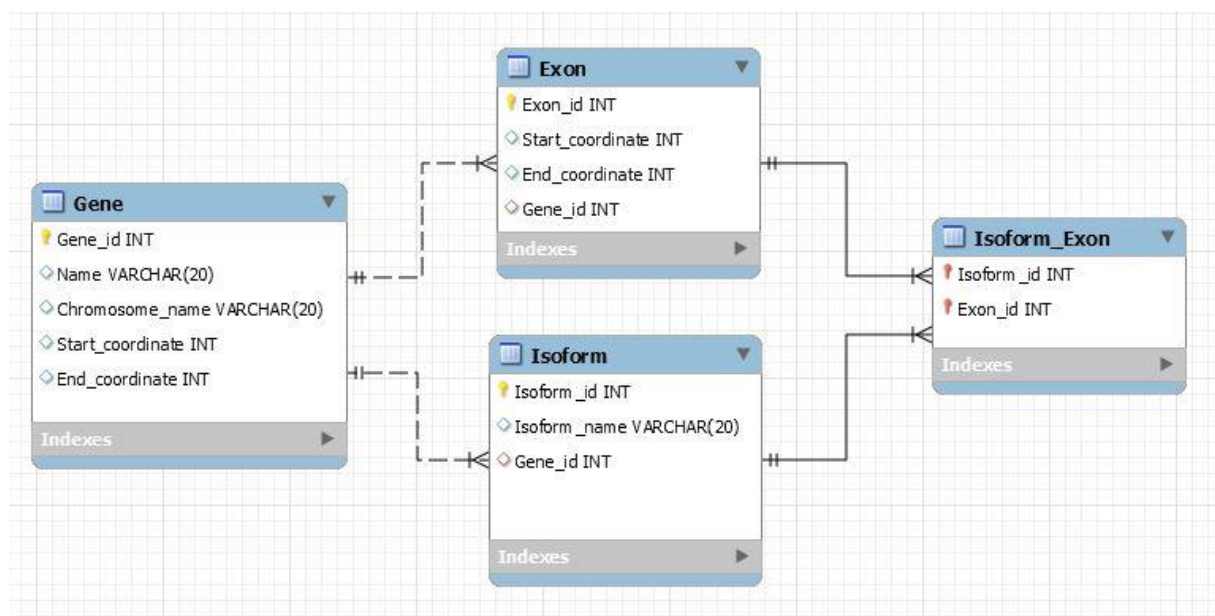 Gene
Gene_id INT
Name VARCHAR(20)
Chromosome_name VARCHAR(20)
Start_coordinate INT
End_coordinate INT
Indexes
Exon
Exon_id INT
Start_coordinate INT
End_coordinate INT
Gene_id INT
Indexes
Isoform
Isoform _id INT
Isoform _name VARCHAR(20)
Gene_id INT
Indexes
Isoform_Exon
Isoform _id INT
Exon_id INT
Indexes